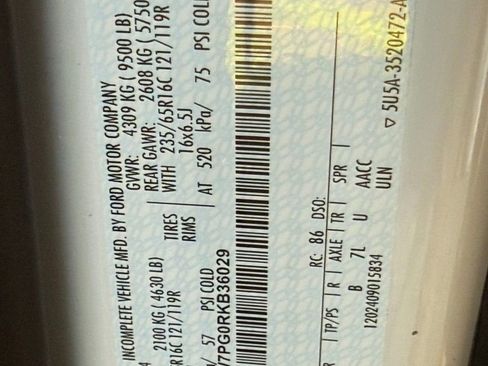 INCOMPLETE VEHICLE MFD. BY FORD MOTOR COMPANY
GVWR: 4309 KG ( 9500 LB)
2100 KG ( 4630 LB) REAR GAWR: 2608 KG ( 5750
121/119R TIRES WITH 235/65R16C 121/119R
RIMS 16x6.5J
57 PSI COLD AT 520 kPa/ 75 PSI COLD
7PG0RKB36029
RC: 86 DSO:
TP/PS R AXLE TR SPR
B 7L U AACC
1202409015834 ULN
▽ 5U5A-3520472-A